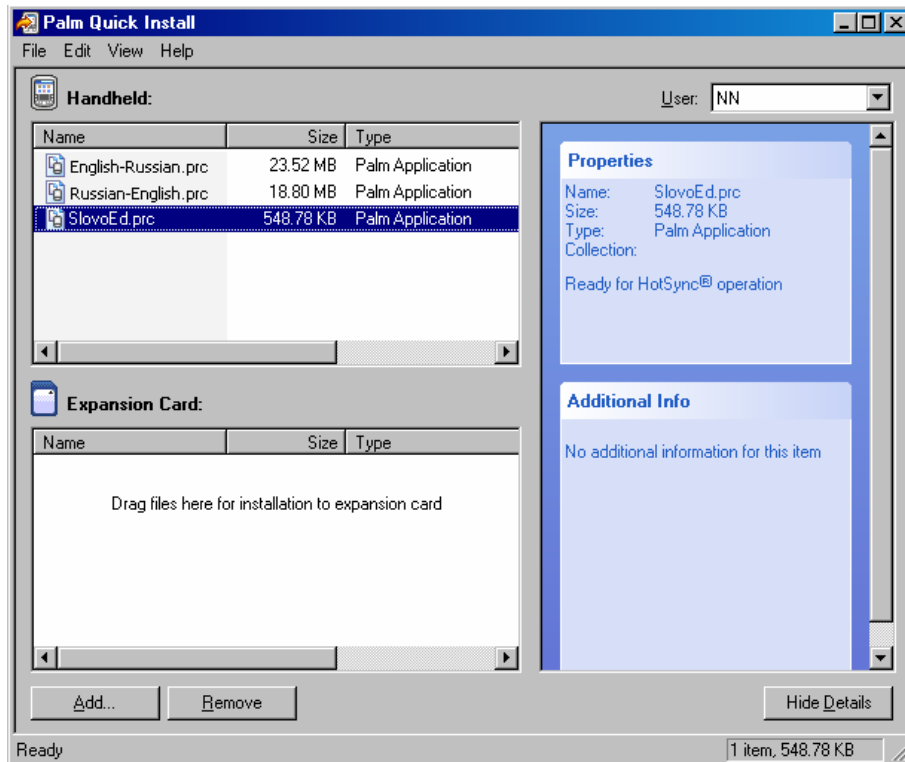 Palm Quick Install
File Edit View Help
Handheld:
User: NN
Name Size Type
English-Russian.prc 23.52 MB Palm Application
Russian-English.prc 18.80 MB Palm Application
SlovoEd.prc 548.78 KB Palm Application
Expansion Card:
Name Size Type
Drag files here for installation to expansion card
Properties
Name: SlovoEd.prc
Size: 548.78 KB
Type: Palm Application
Collection:
Ready for HotSync® operation
Additional Info
No additional information for this item
Add... Remove Hide Details
Ready 1 item, 548.78 KB